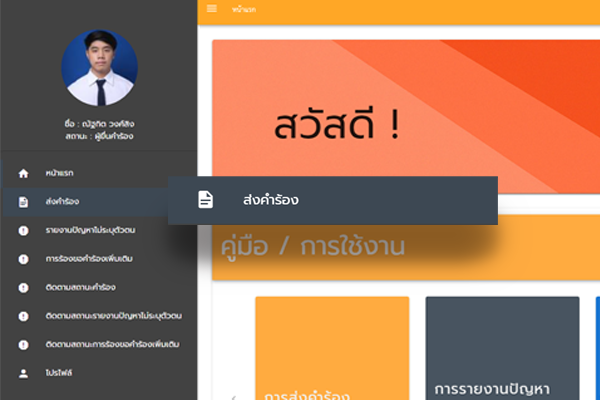 หน้าแรก
สวัสดี !
ชื่อ : ณัฐกิต วงศ์สิง
สถานะ : ผู้ยื่นคำร้อง
หน้าแรก
ส่งคำร้อง
ส่งคำร้อง
รายงานปัญหาไม่ระบุตัวตน
การร้องขอคำร้องเพิ่มเติม
ติดตามสถานะคำร้อง
ติดตามสถานะรายงานปัญหาไม่ระบุตัวตน
ติดตามสถานะการร้องขอคำร้องเพิ่มเติม
โปรไฟล์
คู่มือ / การใช้งาน
การส่งคำร้อง
การรายงานปัญหา